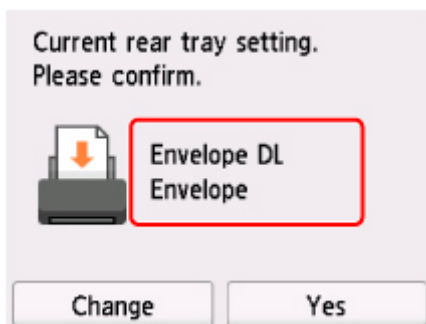 Current rear tray setting.
Please confirm.
Envelope DL
Envelope
Change
Yes